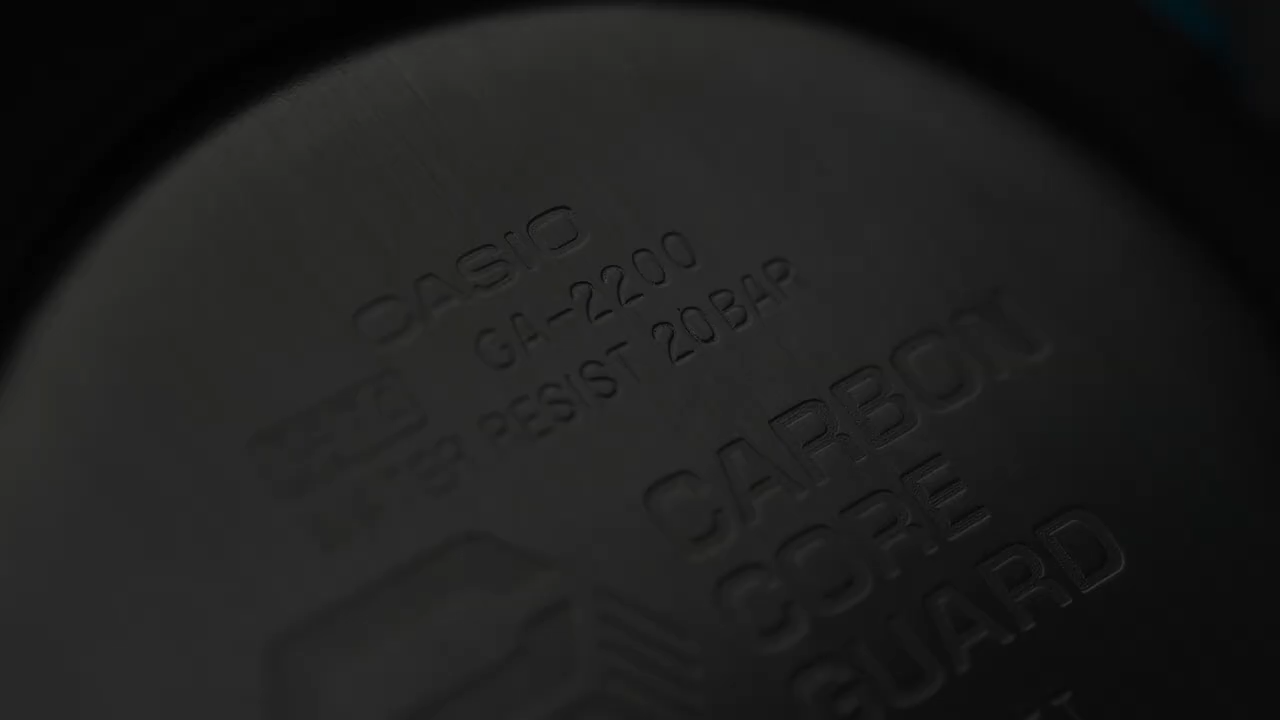 CASIO
GA-2200
RESIST 20BAR
CARBON
CORE
GUARD